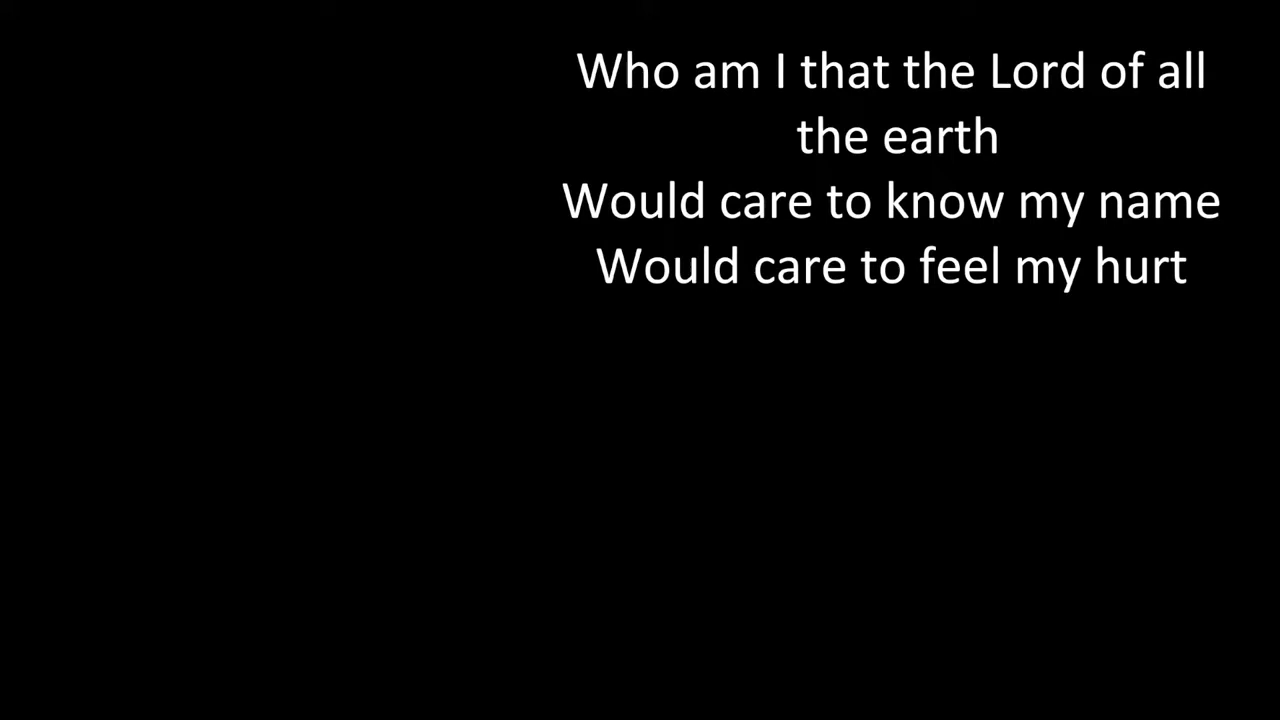 Who am I that the Lord of all
the earth
Would care to know my name
Would care to feel my hurt